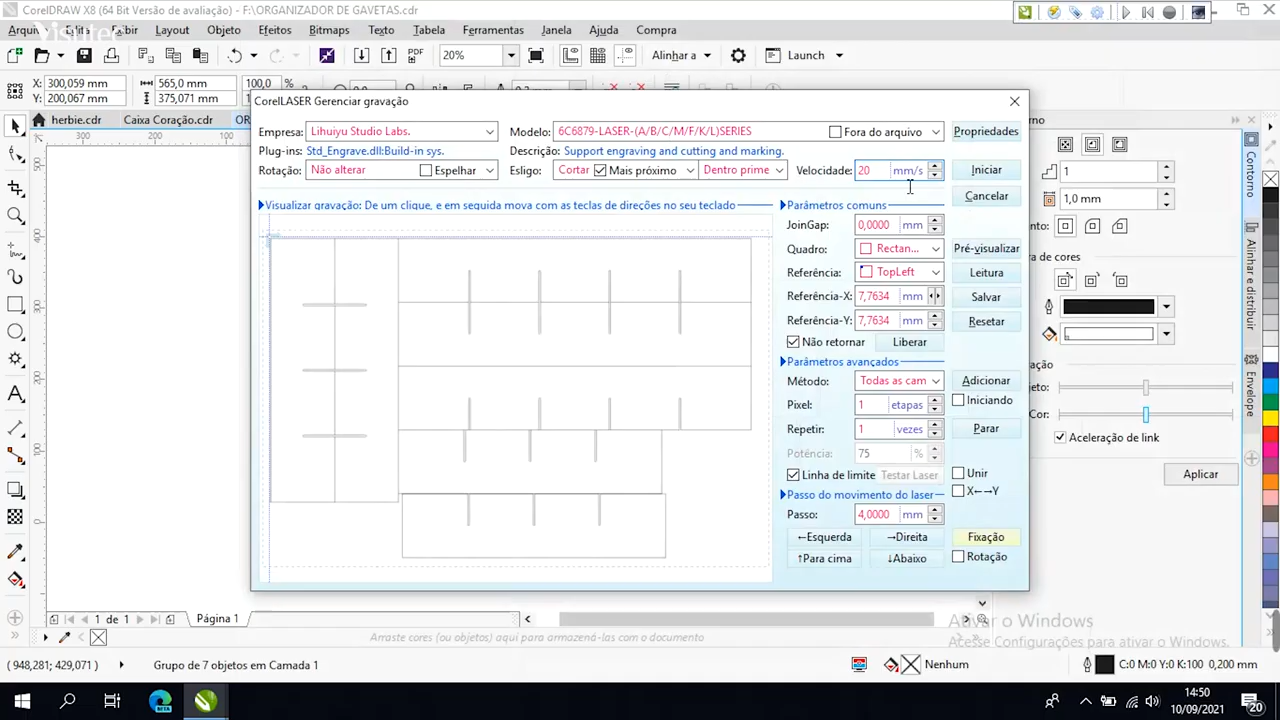 CorelDRAW X8 (64 Bit Versão de avaliação) - F:\ORGANIZADOR DE GAVETAS.cdr
Exibir Layout Objeto Efeitos Bitmaps Texto Tabela Ferramentas Janela Ajuda Compra
PDF 20% Alinhar a Launch
X: 300,059 mm 565,0 mm 100,0 %
Y: 200,067 mm 375,071 mm
herbie.cdr Caixa Coração.cdr
CorelLASER Gerenciar gravação
Empresa: Lihuiyu Studio Labs. Modelo: 6C6879-LASER-(A/B/C/M/F/K/L)SERIES Fora do arquivo Propriedades
Plug-ins: Std_Engrave.dll:Build-in sys. Descrição: Support engraving and cutting and marking.
Rotação: Não alterar Espelhar Esligo: Cortar Mais próximo Dentro prime Velocidade: 20 mm/s Iniciar
Cancelar
Visualizar gravação: De um clique, e em seguida mova com as teclas de direções no seu teclado
Parâmetros comuns
JoinGap: 0,0000 mm
Quadro: Rectan... Pré-visualizar
Referência: TopLeft Leitura
Referência-X: 7,7634 mm Salvar
Referência-Y: 7,7634 mm Resetar
Não retornar Liberar
Parâmetros avançados
Método: Todas as cam Adicionar
Pixel: 1 etapas Iniciando
Repetir: 1 vezes Parar
Potência: 75 %
Linha de limite Testar Laser Unir
Passo do movimento do laser X←→Y
Passo: 4,0000 mm
←Esquerda →Direita Fixação
↑Para cima ↓Abaixo Rotação
300 200
500
400
300
200
100
0
1
1,0 mm
Contorno
Alinhar e distribuir
Envelope
Aceleração de link
Aplicar
1 de 1 Página 1
Arraste cores (ou objetos) aqui para armazená-las com o documento
Ativar o Windows
Acesse Configurações para ativar o Windows.
( 948,281; 429,071 ) Grupo de 7 objetos em Camada 1 Nenhum C:0 M:0 Y:0 K:100 0,200 mm
14:50
10/09/2021
20